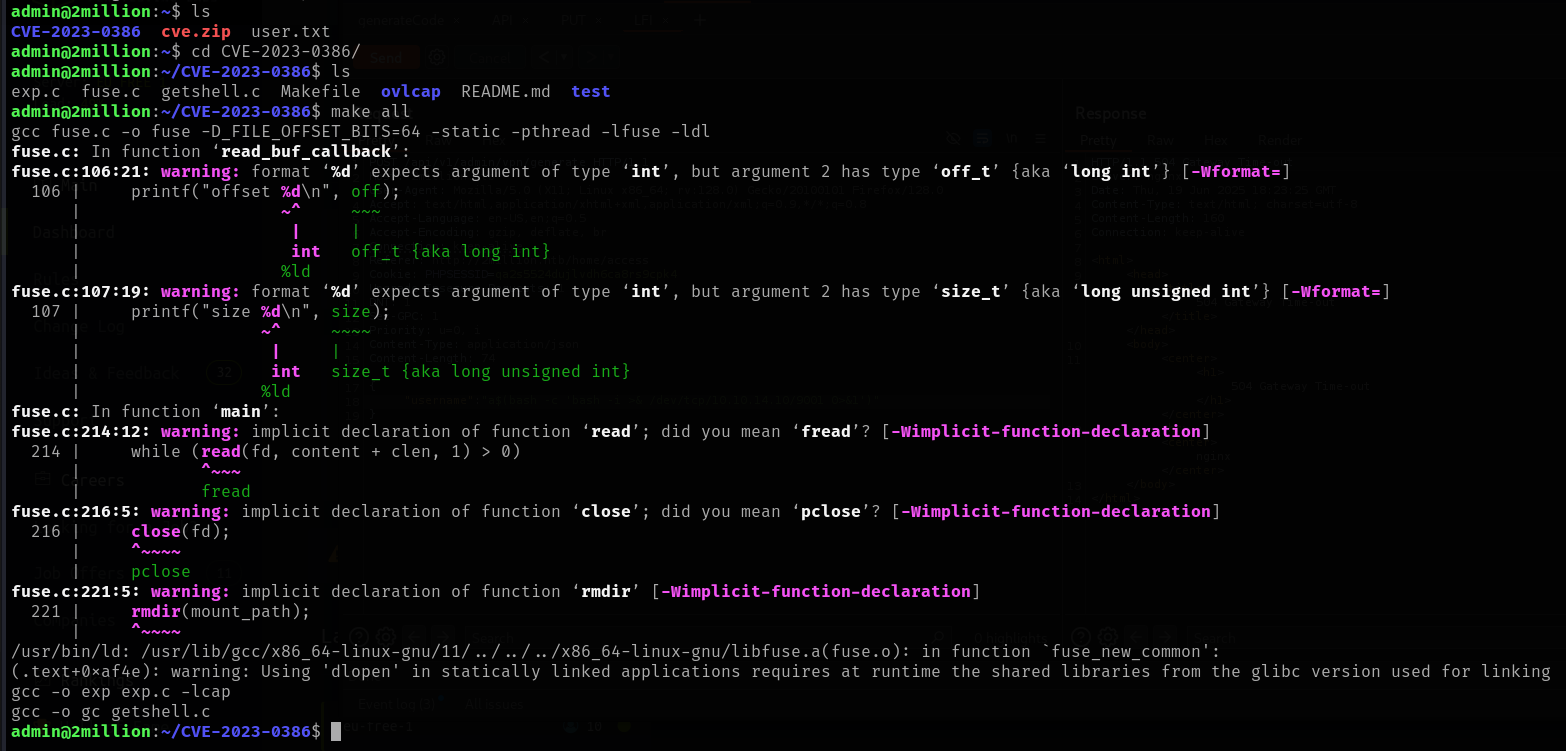 admin@2million:~$ ls
CVE-2023-0386  cve.zip  user.txt
admin@2million:~$ cd CVE-2023-0386/
admin@2million:~/CVE-2023-0386$ ls
exp.c  fuse.c  getshell.c  Makefile  ovlcap  README.md  test
admin@2million:~/CVE-2023-0386$ make all
gcc fuse.c -o fuse -D_FILE_OFFSET_BITS=64 -static -pthread -lfuse -ldl
fuse.c: In function ‘read_buf_callback’:
fuse.c:106:21: warning: format ‘%d’ expects argument of type ‘int’, but argument 2 has type ‘off_t’ {aka ‘long int’} [-Wformat=]
  106 |     printf("offset %d\n", off);
      |                    ~^     ~~~
      |                     |     |
      |                     int   off_t {aka long int}
      |                    %ld
fuse.c:107:19: warning: format ‘%d’ expects argument of type ‘int’, but argument 2 has type ‘size_t’ {aka ‘long unsigned int’} [-Wformat=]
  107 |     printf("size %d\n", size);
      |                  ~^     ~~~~
      |                   |     |
      |                   int   size_t {aka long unsigned int}
      |                  %ld
fuse.c: In function ‘main’:
fuse.c:214:12: warning: implicit declaration of function ‘read’; did you mean ‘fread’? [-Wimplicit-function-declaration]
  214 |     while (read(fd, content + clen, 1) > 0)
      |            ^~~~
      |            fread
fuse.c:216:5: warning: implicit declaration of function ‘close’; did you mean ‘pclose’? [-Wimplicit-function-declaration]
  216 |     close(fd);
      |     ^~~~~
      |     pclose
fuse.c:221:5: warning: implicit declaration of function ‘rmdir’ [-Wimplicit-function-declaration]
  221 |     rmdir(mount_path);
      |     ^~~~~
/usr/bin/ld: /usr/lib/gcc/x86_64-linux-gnu/11/../../../x86_64-linux-gnu/libfuse.a(fuse.o): in function `fuse_new_common':
(.text+0xaf4e): warning: Using 'dlopen' in statically linked applications requires at runtime the shared libraries from the glibc version used for linking
gcc -o exp exp.c -lcap
gcc -o gc getshell.c
admin@2million:~/CVE-2023-0386$